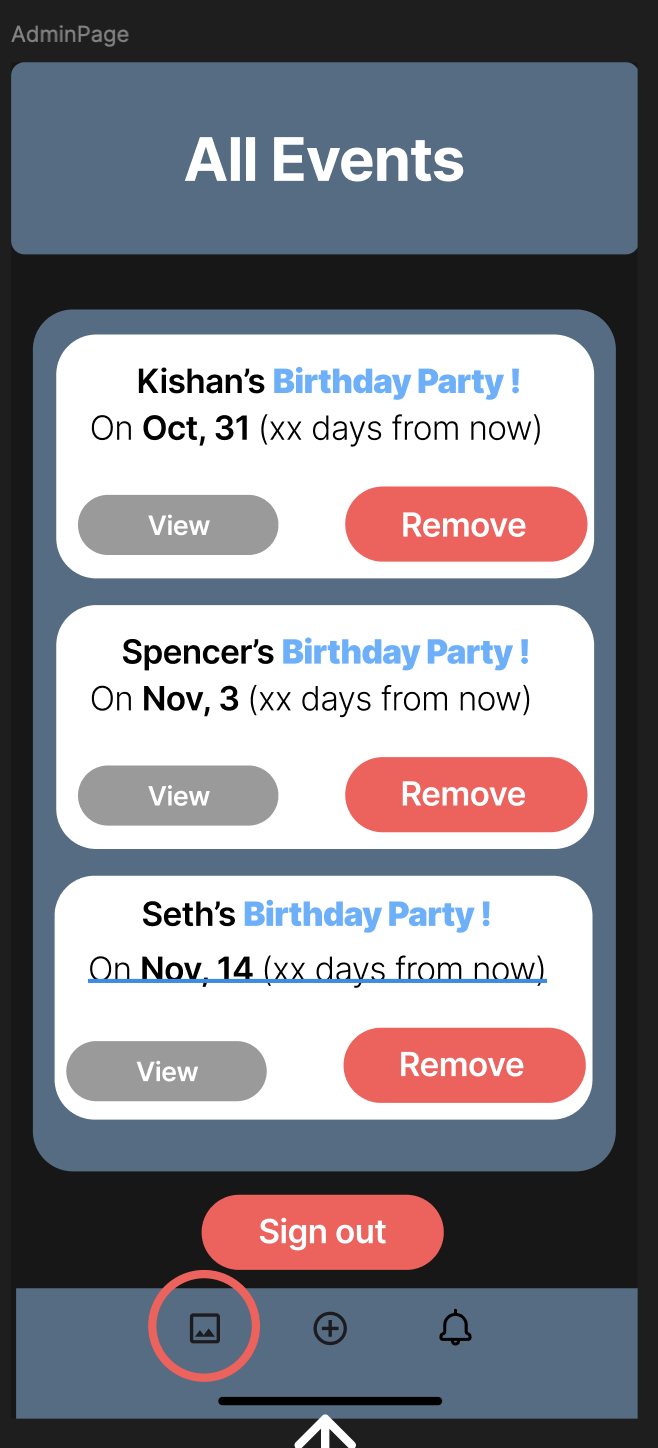 AdminPage
All Events
Kishan’s Birthday Party !
On Oct, 31 (xx days from now)
View Remove
Spencer’s Birthday Party !
On Nov, 3 (xx days from now)
View Remove
Seth’s Birthday Party !
On Nov, 14 (xx days from now)
View Remove
Sign out